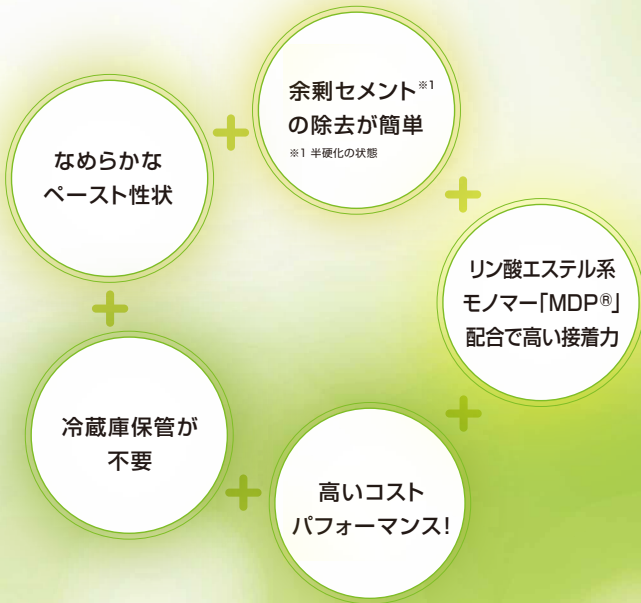 なめらかな
ペースト性状
余剰セメント※1
の除去が簡単
※1 半硬化の状態
リン酸エステル系
モノマー「MDP®」
配合で高い接着力
高いコスト
パフォーマンス!
冷蔵庫保管が
不要